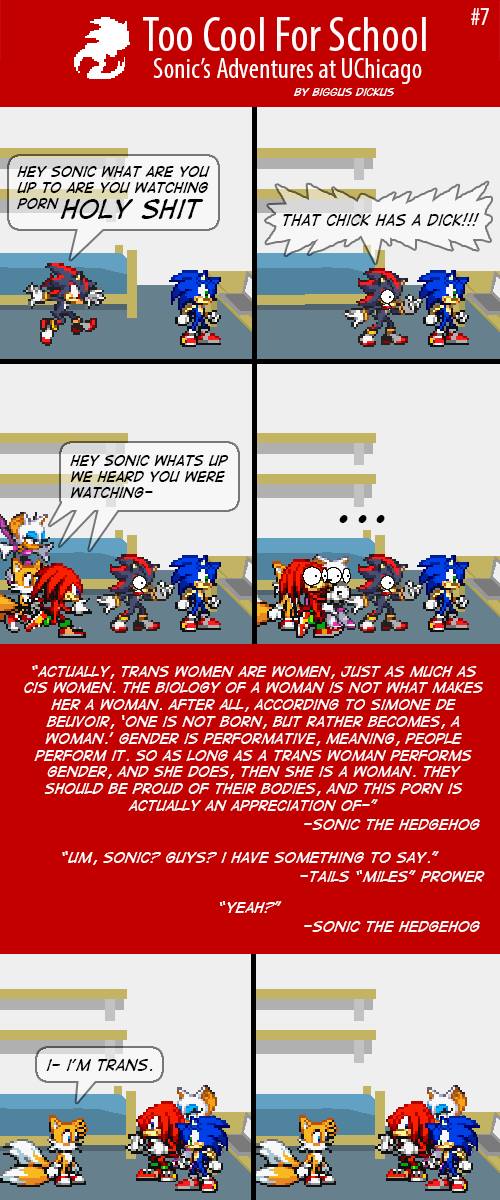 #7
Too Cool For School
Sonic's Adventures at UChicago
BY BIGGUS DICKUS
HEY SONIC WHAT ARE YOU
UP TO ARE YOU WATCHING
PORN HOLY SHIT
THAT CHICK HAS A DICK!!!
HEY SONIC WHATS UP
WE HEARD YOU WERE
WATCHING-
...
"ACTUALLY, TRANS WOMEN ARE WOMEN, JUST AS MUCH AS
CIS WOMEN. THE BIOLOGY OF A WOMAN IS NOT WHAT MAKES
HER A WOMAN. AFTER ALL, ACCORDING TO SIMONE DE
BEUVOIR, 'ONE IS NOT BORN, BUT RATHER BECOMES, A
WOMAN.' GENDER IS PERFORMATIVE, MEANING, PEOPLE
PERFORM IT. SO AS LONG AS A TRANS WOMAN PERFORMS
GENDER, AND SHE DOES, THEN SHE IS A WOMAN. THEY
SHOULD BE PROUD OF THEIR BODIES, AND THIS PORN IS
ACTUALLY AN APPRECIATION OF-"
-SONIC THE HEDGEHOG
"UM, SONIC? GUYS? I HAVE SOMETHING TO SAY."
-TAILS "MILES" PROWER
"YEAH?"
-SONIC THE HEDGEHOG
I- I'M TRANS.